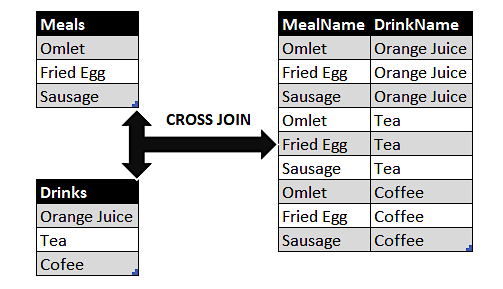 Meals
Omlet
Fried Egg
Sausage
CROSS JOIN
Drinks
Orange Juice
Tea
Cofee
MealName DrinkName
Omlet Orange Juice
Fried Egg Orange Juice
Sausage Orange Juice
Omlet Tea
Fried Egg Tea
Sausage Tea
Omlet Coffee
Fried Egg Coffee
Sausage Coffee